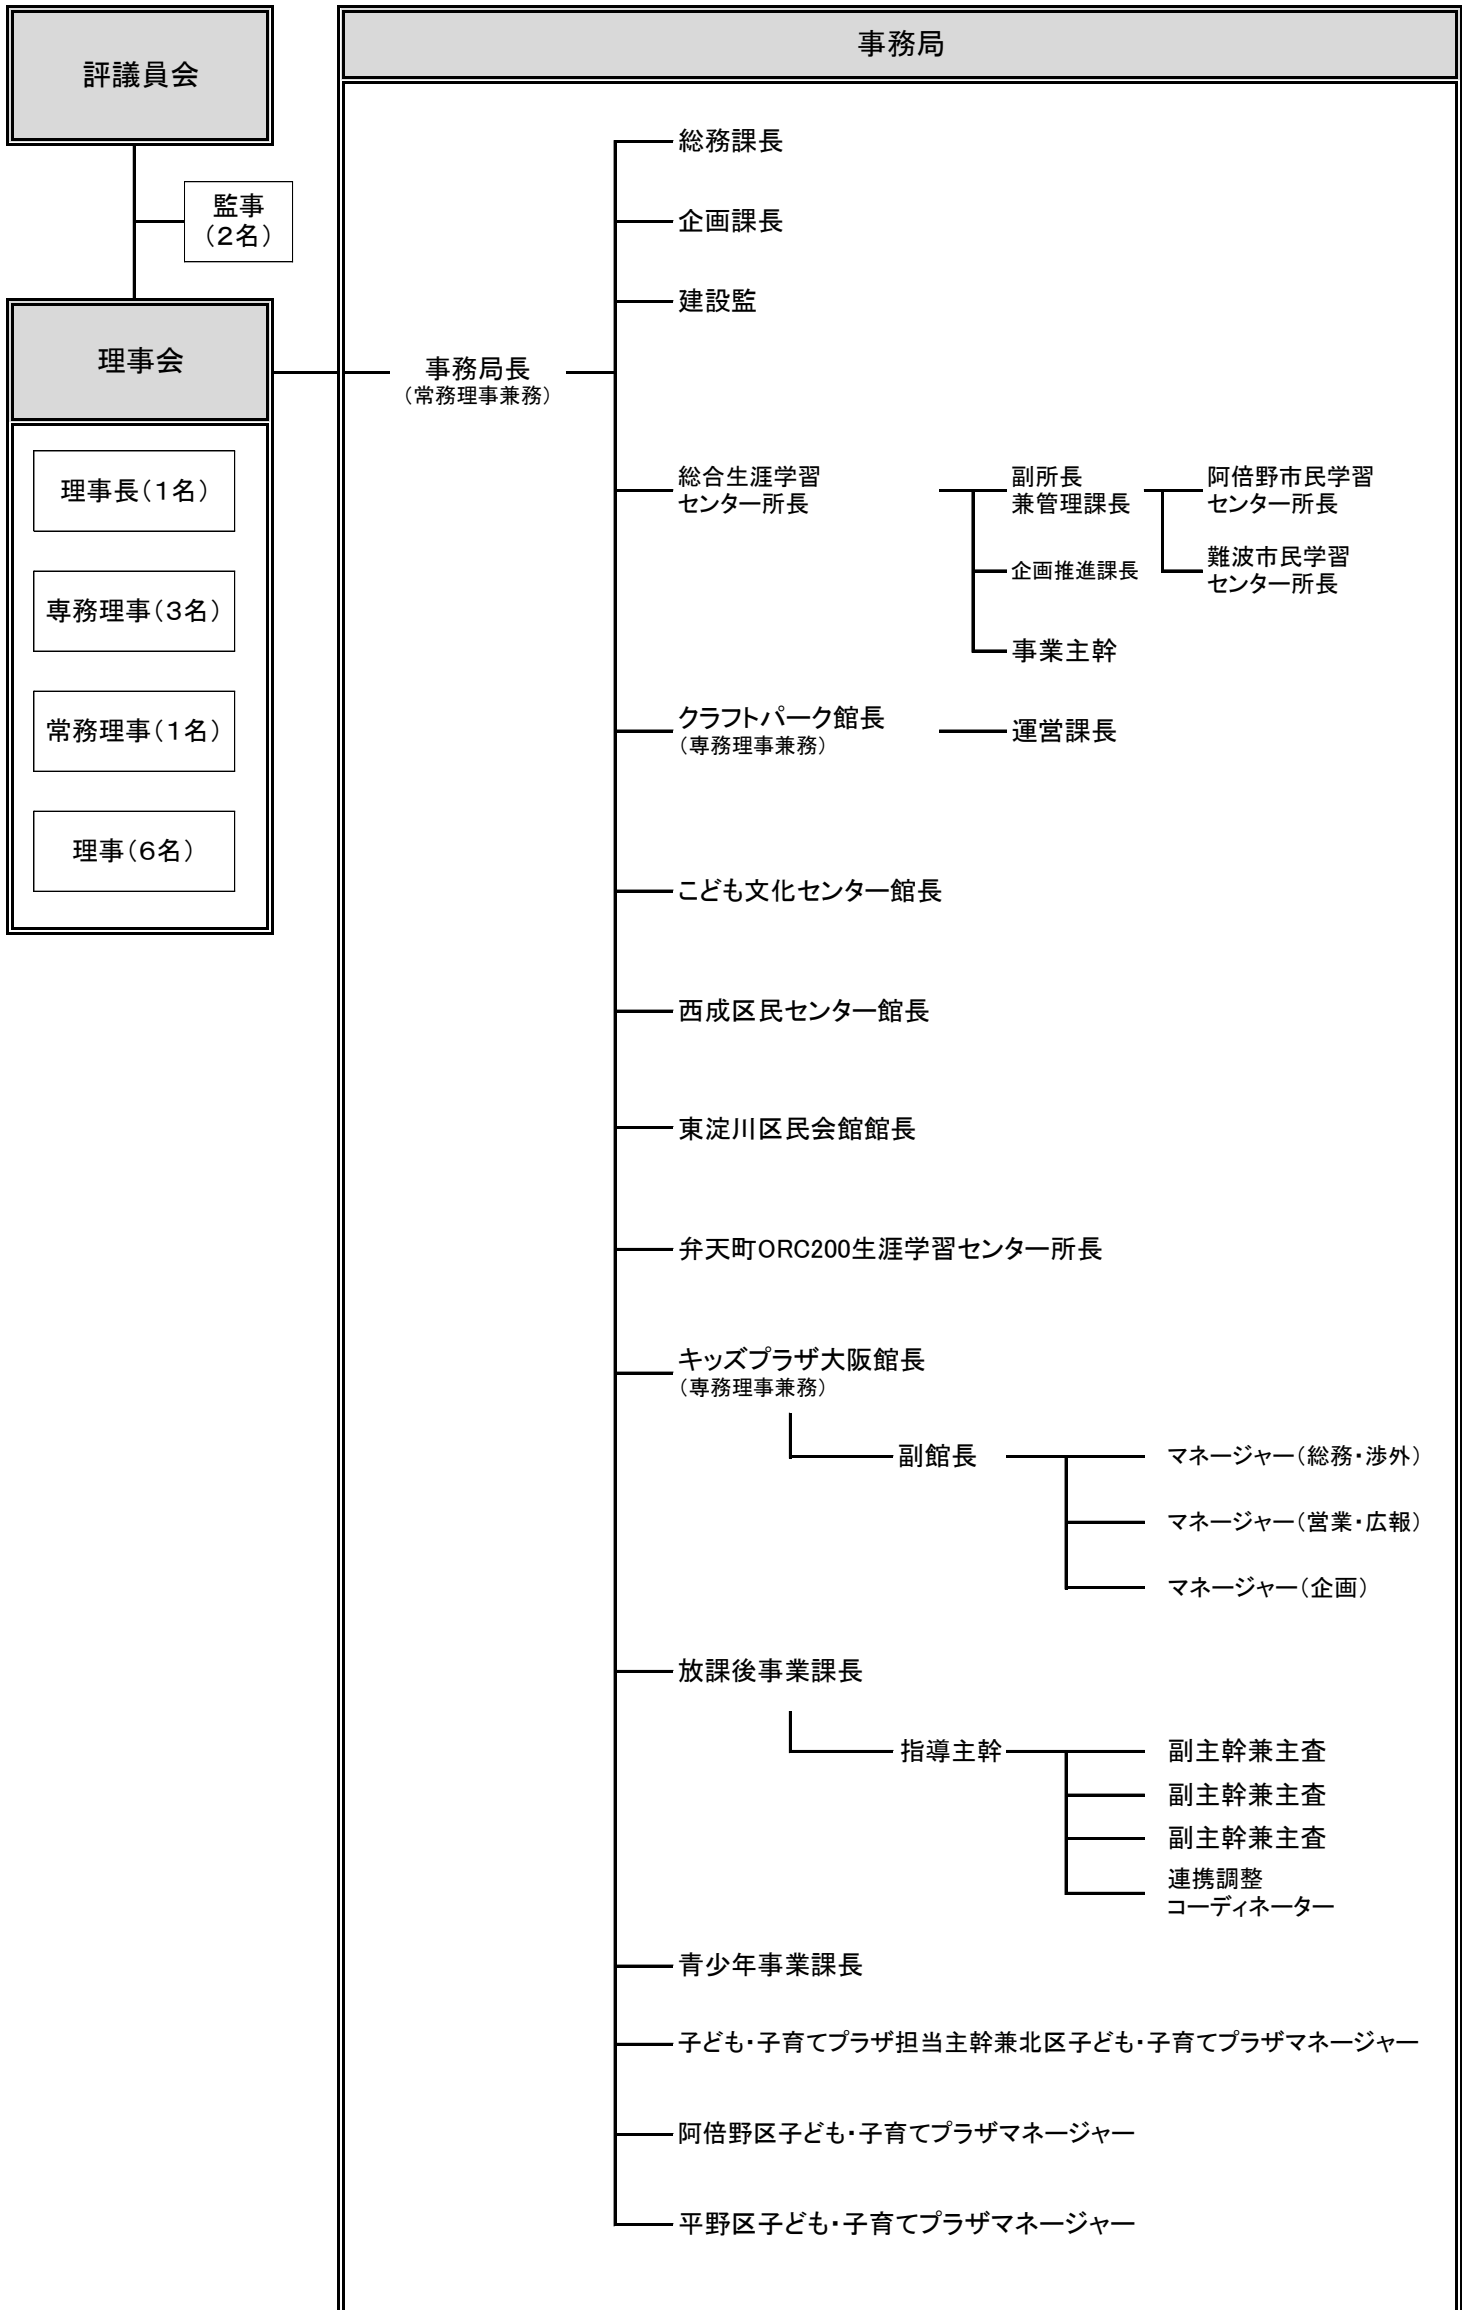 評議員会
監事
（２名）
理事会
理事長（１名）
専務理事（３名）
常務理事（１名）
理事（６名）
事務局
事務局長
（常務理事兼務）
総務課長
企画課長
建設監
総合生涯学習
センター所長
副所長
兼管理課長
阿倍野市民学習
センター所長
難波市民学習
センター所長
企画推進課長
事業主幹
クラフトパーク館長
（専務理事兼務）
運営課長
こども文化センター館長
西成区民センター館長
東淀川区民会館館長
弁天町ORC200生涯学習センター所長
キッズプラザ大阪館長
（専務理事兼務）
副館長
マネージャー（総務・渉外）
マネージャー（営業・広報）
マネージャー（企画）
放課後事業課長
指導主幹
副主幹兼主査
副主幹兼主査
副主幹兼主査
連携調整
コーディネーター
青少年事業課長
子ども・子育てプラザ担当主幹兼北区子ども・子育てプラザマネージャー
阿倍野区子ども・子育てプラザマネージャー
平野区子ども・子育てプラザマネージャー